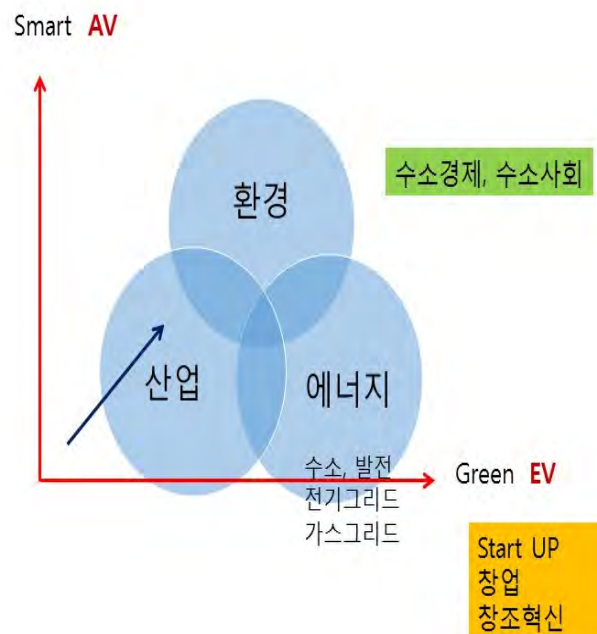 Smart AV
환경
수소경제, 수소사회
산업
에너지
수소, 발전
전기그리드
가스그리드
Green EV
Start UP
창업
창조혁신